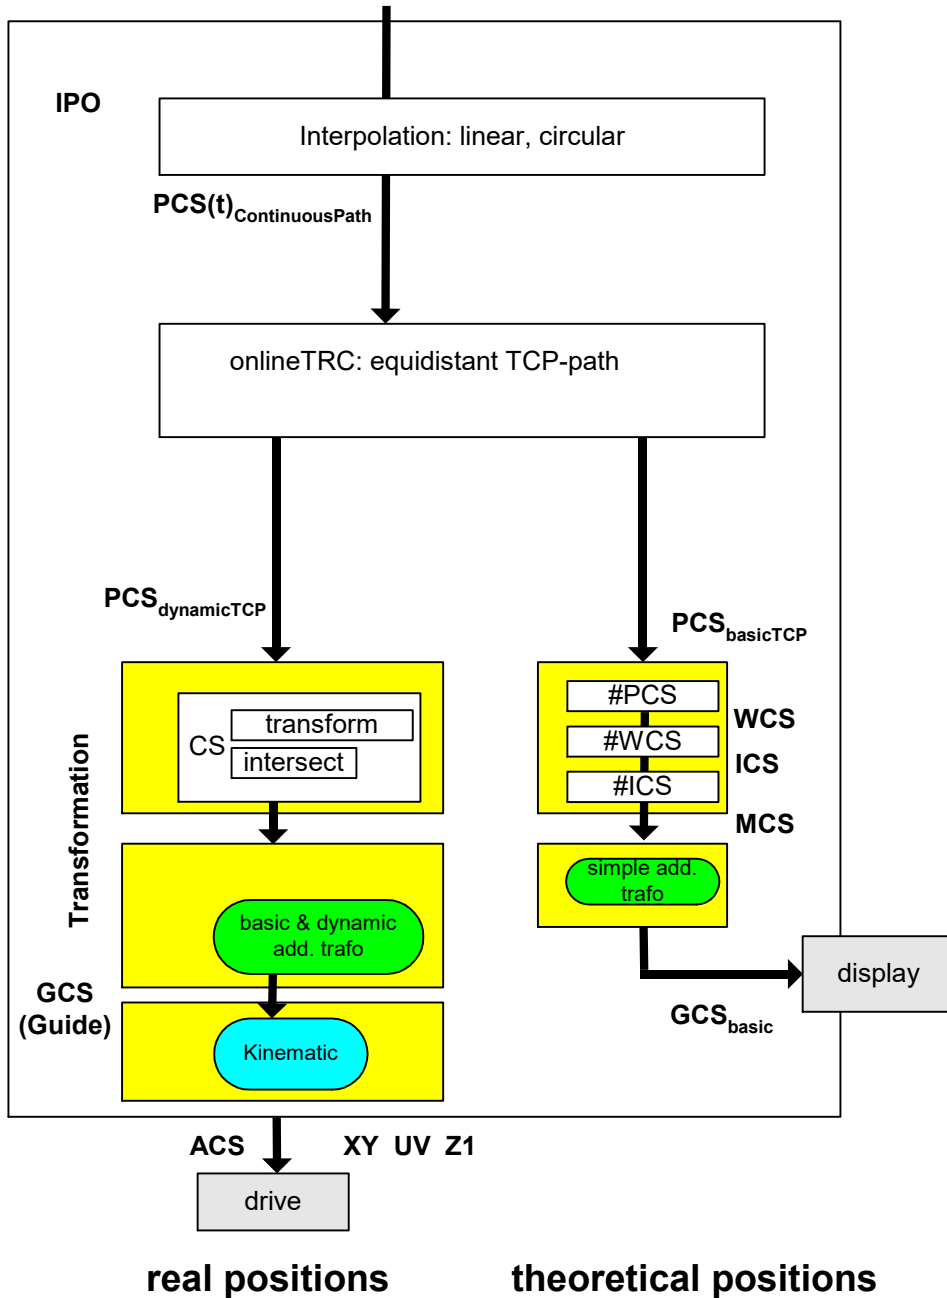 IPO
Interpolation: linear, circular
PCS(t)ContinuousPath
onlineTRC: equidistant TCP-path
PCSdynamicTCP
PCSbasicTCP
Transformation
CS
transform
intersect
#PCS
WCS
#WCS
ICS
#ICS
MCS
basic & dynamic
add. trafo
simple add.
trafo
GCS
(Guide)
Kinematic
GCSbasic
display
ACS
XY UV Z1
drive
real positions
theoretical positions